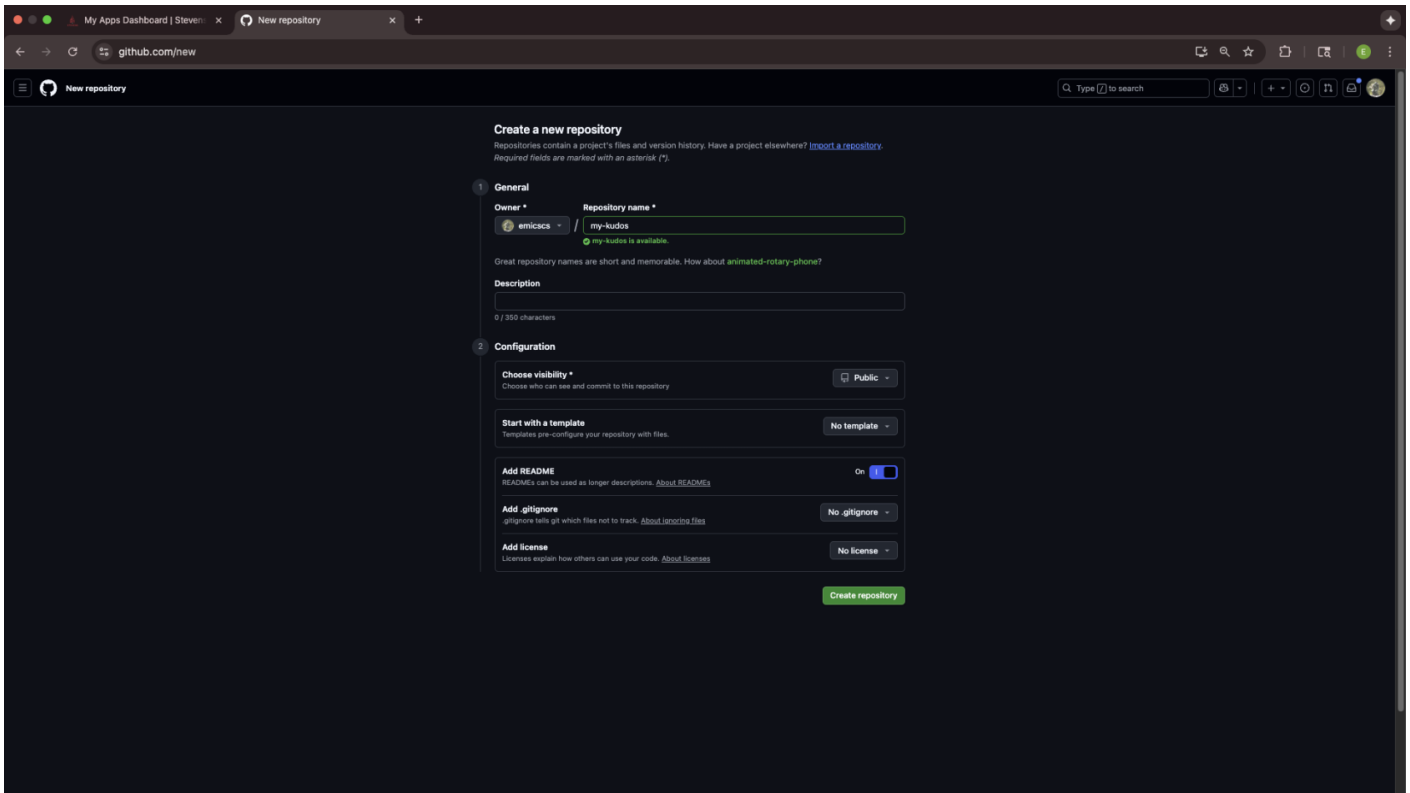 My Apps Dashboard | Steven
New repository
github.com/new
E
New repository
Type / to search
Create a new repository
Repositories contain a project's files and version history. Have a project elsewhere? Import a repository.
Required fields are marked with an asterisk (*).
1 General
Owner * Repository name *
emicscs / my-kudos
my-kudos is available.
Great repository names are short and memorable. How about animated-rotary-phone?
Description
0 / 350 characters
2 Configuration
Choose visibility * Public
Choose who can see and commit to this repository
Start with a template No template
Templates pre-configure your repository with files.
Add README On
READMEs can be used as longer descriptions. About READMEs
Add .gitignore No .gitignore
.gitignore tells git which files not to track. About ignoring files
Add license No license
Licenses explain how others can use your code. About licenses
Create repository